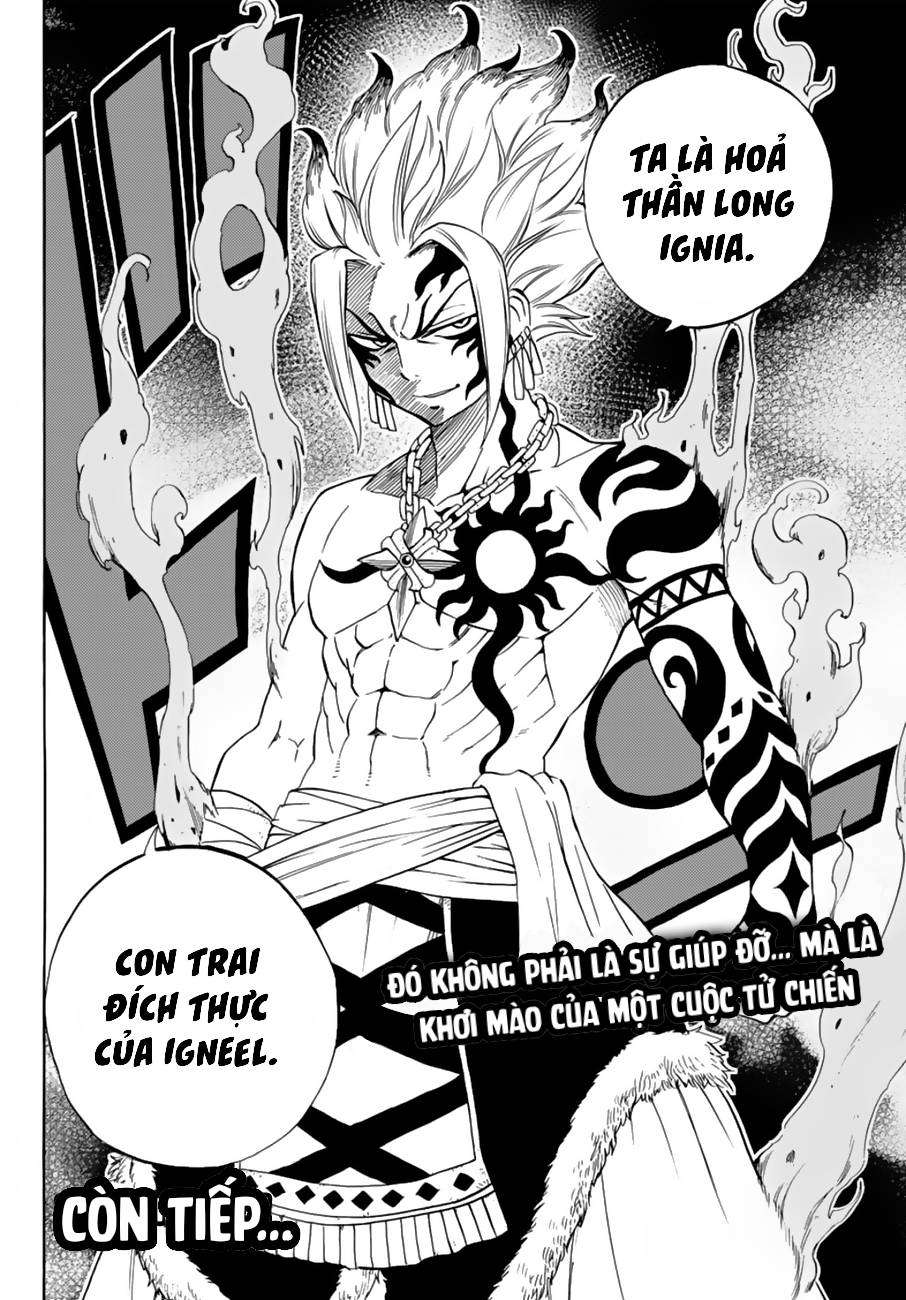 TA LÀ HOẢ
THẦN LONG
IGNIA.
CON TRAI
ĐÍCH THỰC
CỦA IGNEEL.
ĐÓ KHÔNG PHẢI LÀ SỰ GIÚP ĐỠ... MÀ LÀ
KHƠI MÀO CỦA MỘT CUỘC TỬ CHIẾN
CÒN TIẾP...